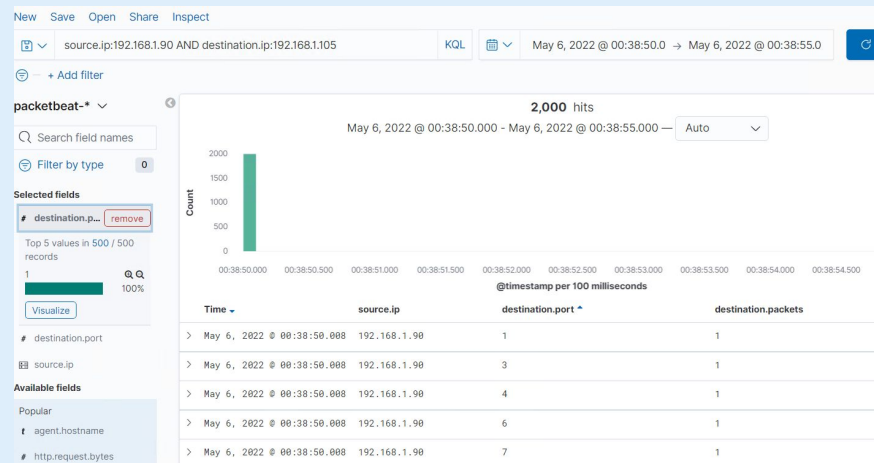 New Save Open Share Inspect
source.ip:192.168.1.90 AND destination.ip:192.168.1.105 KQL May 6, 2022 @ 00:38:50.0 → May 6, 2022 @ 00:38:55.0
+ Add filter
packetbeat-*
Search field names
Filter by type 0
Selected fields
# destination.p... remove
Top 5 values in 500 / 500
records
1
100%
Visualize
# destination.port
source.ip
Available fields
Popular
t agent.hostname
# http.request.bytes
2,000 hits
May 6, 2022 @ 00:38:50.000 - May 6, 2022 @ 00:38:55.000 — Auto
Count
2000
1500
1000
500
0
00:38:50.000 00:38:50.500 00:38:51.000 00:38:51.500 00:38:52.000 00:38:52.500 00:38:53.000 00:38:53.500 00:38:54.000 00:38:54.500
@timestamp per 100 milliseconds
Time source.ip destination.port destination.packets
May 6, 2022 @ 00:38:50.008 192.168.1.90 1 1
May 6, 2022 @ 00:38:50.008 192.168.1.90 3 1
May 6, 2022 @ 00:38:50.008 192.168.1.90 4 1
May 6, 2022 @ 00:38:50.008 192.168.1.90 6 1
May 6, 2022 @ 00:38:50.008 192.168.1.90 7 1